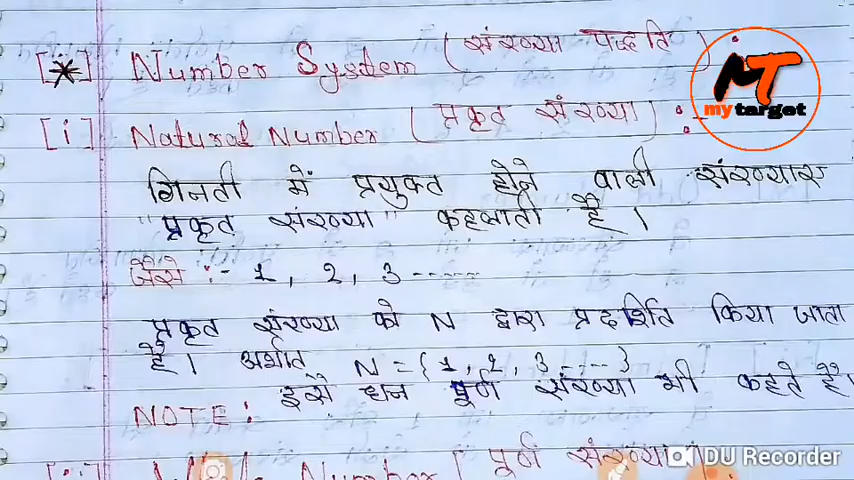 [*] Number System (संख्या पद्धति) :
[i] Natural Number (प्रकृत संख्या) :-
गिनती में प्रयुक्त होने वाली संख्याए
"प्रकृत संख्या" कहलाती है।
जैसे :- 1, 2, 3 -----
प्रकृत संख्या को N द्वारा प्रदर्शित किया जाता
है। अर्थात N = {1, 2, 3 ----}
इसे धन पूर्ण संख्या भी कहते है।
NOTE:
Number (पूर्ण संख्या
MT
my target
DU Recorder